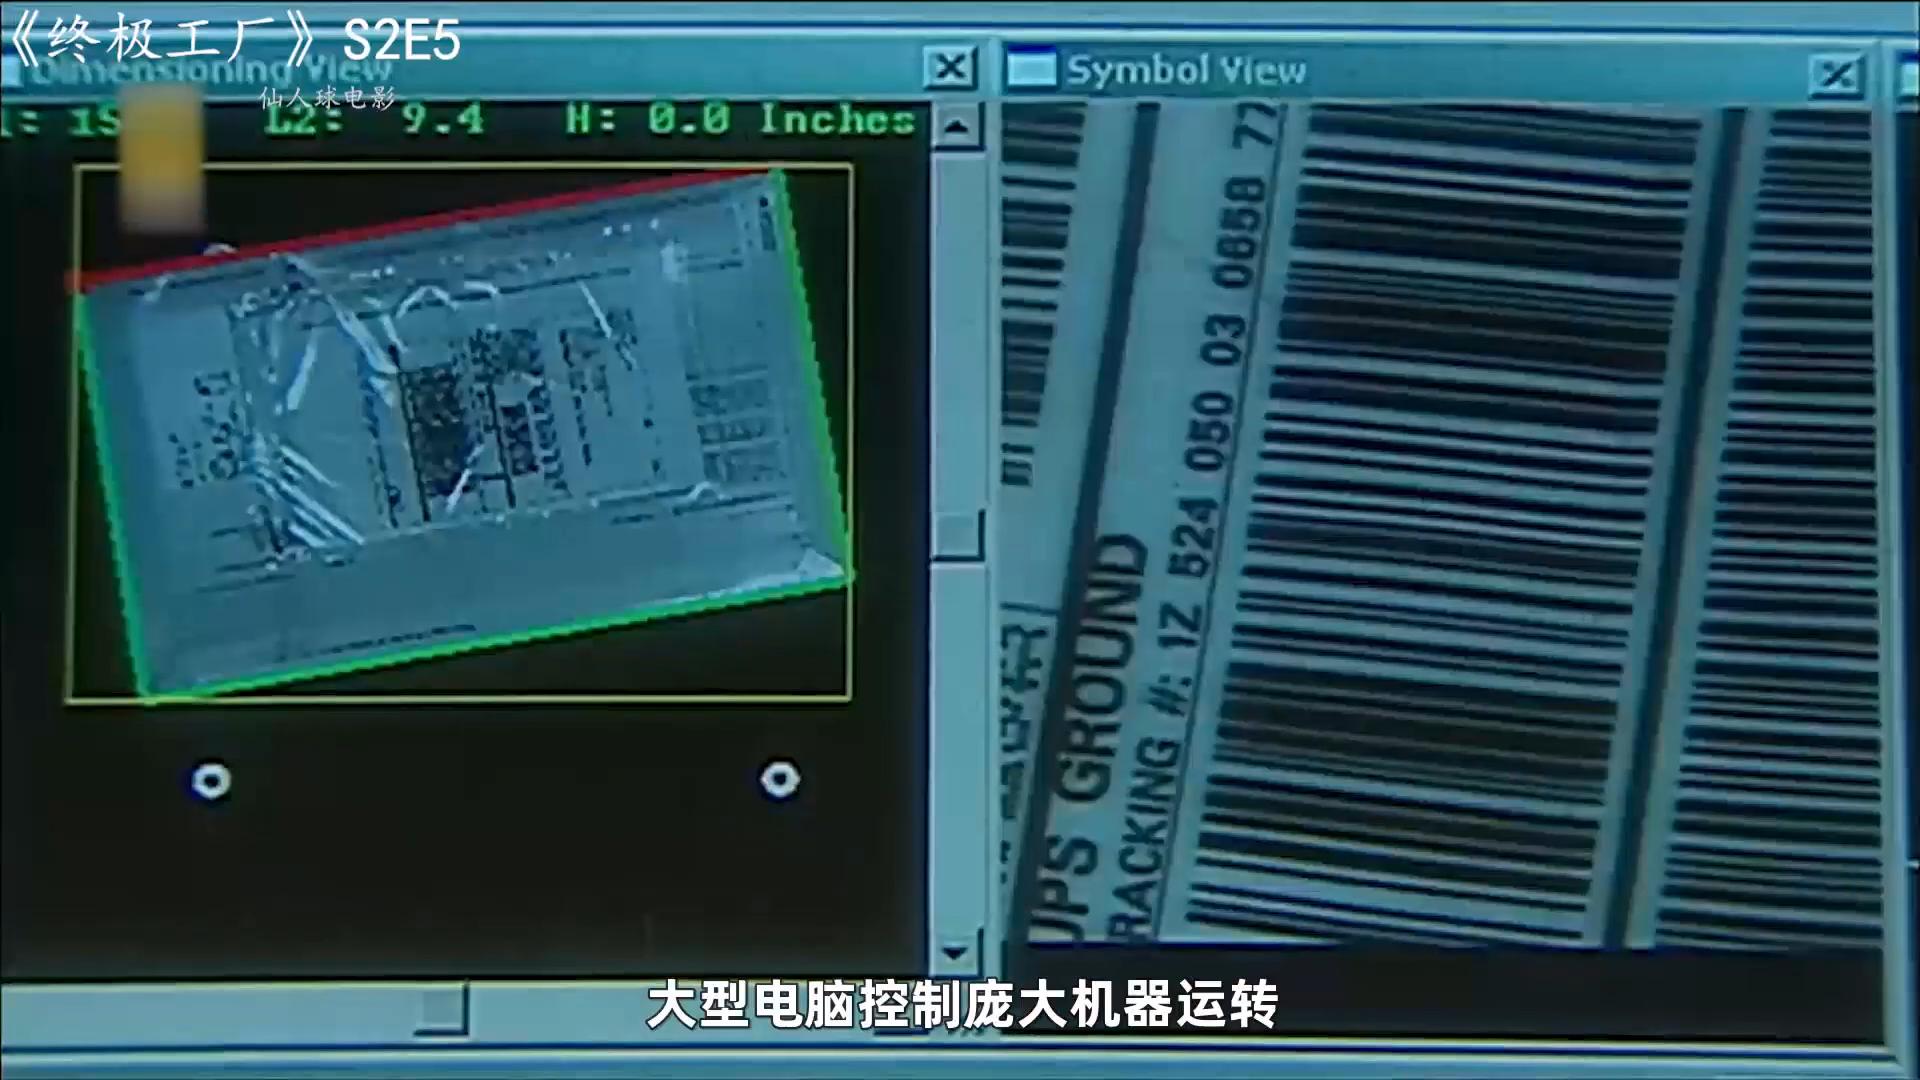 《终极工厂》S2E5
Dimensioning View
仙人球电影
L2: 9.4 H: 0.0 Inches
Symbol View
UPS GROUND
TRACKING #: 1Z 524 050 03 0658 77
大型电脑控制庞大机器运转